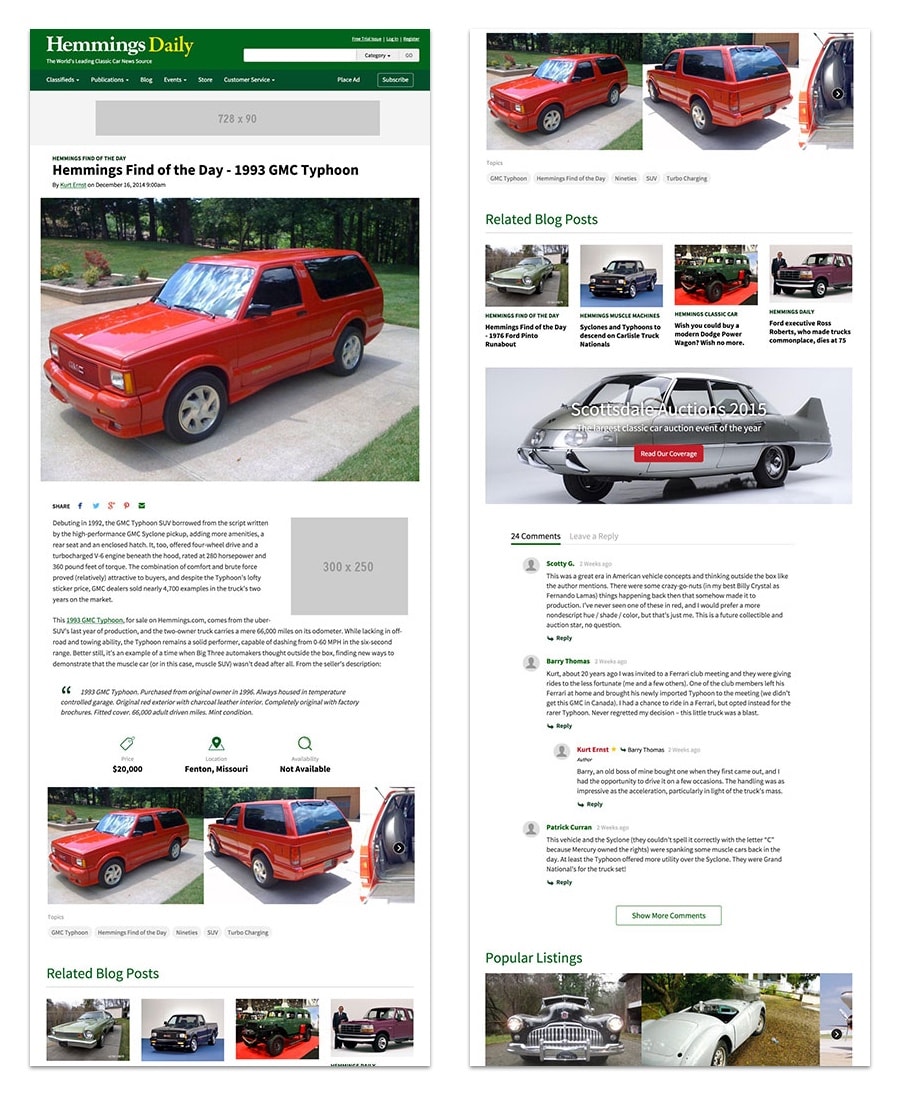 Hemmings Daily
The World's Leading Classic Car News Source
Free Trial Issue | Log In | Register
Category
GO
Classifieds
Publications
Blog
Events
Store
Customer Service
Place Ad
Subscribe
728 x 90
HEMMINGS FIND OF THE DAY
Hemmings Find of the Day - 1993 GMC Typhoon
By Kurt Ernst on December 16, 2014 9:00am
GMC
SHARE
Debuting in 1992, the GMC Typhoon SUV borrowed from the script written
by the high-performance GMC Syclone pickup, adding more amenities, a
rear seat and an enclosed hatch. It, too, offered four-wheel drive and a
turbocharged V-6 engine beneath the hood, rated at 280 horsepower and
360 pound feet of torque. The combination of comfort and brute force
proved (relatively) attractive to buyers, and despite the Typhoon's lofty
sticker price, GMC dealers sold nearly 4,700 examples in the truck's two
years on the market.
300 x 250
This 1993 GMC Typhoon, for sale on Hemmings.com, comes from the uber-
SUV's last year of production, and the two-owner truck carries a mere 66,000 miles on its odometer. While lacking in off-
road and towing ability, the Typhoon remains a solid performer, capable of dashing from 0-60 MPH in the six-second
range. Better still, it's an example of a time when Big Three automakers thought outside the box, finding new ways to
demonstrate that the muscle car (or in this case, muscle SUV) wasn't dead after all. From the seller's description:
“ 1993 GMC Typhoon. Purchased from original owner in 1996. Always housed in temperature
controlled garage. Original red exterior with charcoal leather interior. Completely original with factory
brochures. Fitted cover. 66,000 adult driven miles. Mint condition.
Price
$20,000
Location
Fenton, Missouri
Availability
Not Available
Topics
GMC Typhoon
Hemmings Find of the Day
Nineties
SUV
Turbo Charging
Related Blog Posts
Topics
GMC Typhoon
Hemmings Find of the Day
Nineties
SUV
Turbo Charging
Related Blog Posts
HEMMINGS FIND OF THE DAY
Hemmings Find of the Day
- 1976 Ford Pinto
Runabout
HEMMINGS MUSCLE MACHINES
Syclones and Typhoons to
descend on Carlisle Truck
Nationals
HEMMINGS CLASSIC CAR
Wish you could buy a
modern Dodge Power
Wagon? Wish no more.
HEMMINGS DAILY
Ford executive Ross
Roberts, who made trucks
commonplace, dies at 75
Scottsdale Auctions 2015
The largest classic car auction event of the year
Read Our Coverage
24 Comments
Leave a Reply
Scotty G. 2 Weeks ago
This was a great era in American vehicle concepts and thinking outside the box like
the author mentions. There were some crazy-go-nuts (in my best Billy Crystal as
Fernando Lamas) things happening back then that somehow made it to
production. I've never seen one of these in red, and I would prefer a more
nondescript hue / shade / color, but that's just me. This is a future collectible and
auction star, no question.
Reply
Barry Thomas 2 Weeks ago
Kurt, about 20 years ago I was invited to a Ferrari club meeting and they were giving
rides to the less fortunate (me and a few others). One of the club members left his
Ferrari at home and brought his newly imported Typhoon to the meeting (we didn't
get this GMC in Canada). I had a chance to ride in a Ferrari, but opted instead for the
rarer Typhoon. Never regretted my decision – this little truck was a blast.
Reply
Kurt Ernst Barry Thomas 2 Weeks ago
Author
Barry, an old boss of mine bought one when they first came out, and I
had the opportunity to drive it on a few occasions. The handling was as
impressive as the acceleration, particularly in light of the truck's mass.
Reply
Patrick Curran 2 Weeks ago
This vehicle and the Syclone (they couldn't spell it correctly with the letter “C”
because Mercury owned the rights) were spanking some muscle cars back in the
day. At least the Typhoon offered more utility over the Syclone. They were Grand
National's for the truck set!
Reply
Show More Comments
Popular Listings